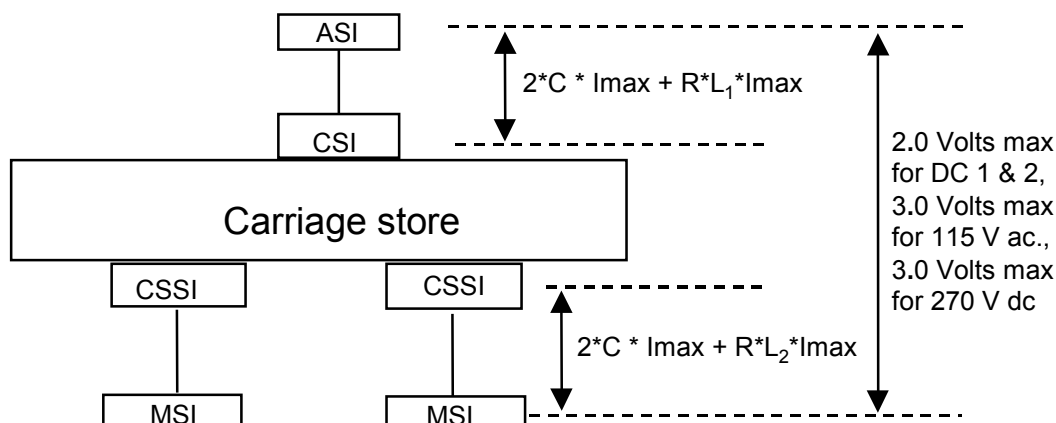 ASI
2*C * Imax + R*L₁*Imax
CSI
2.0 Volts max
for DC 1 & 2,
3.0 Volts max
for 115 V ac.,
3.0 Volts max
for 270 V dc
Carriage store
CSSI
CSSI
2*C * Imax + R*L₂*Imax
MSI
MSI